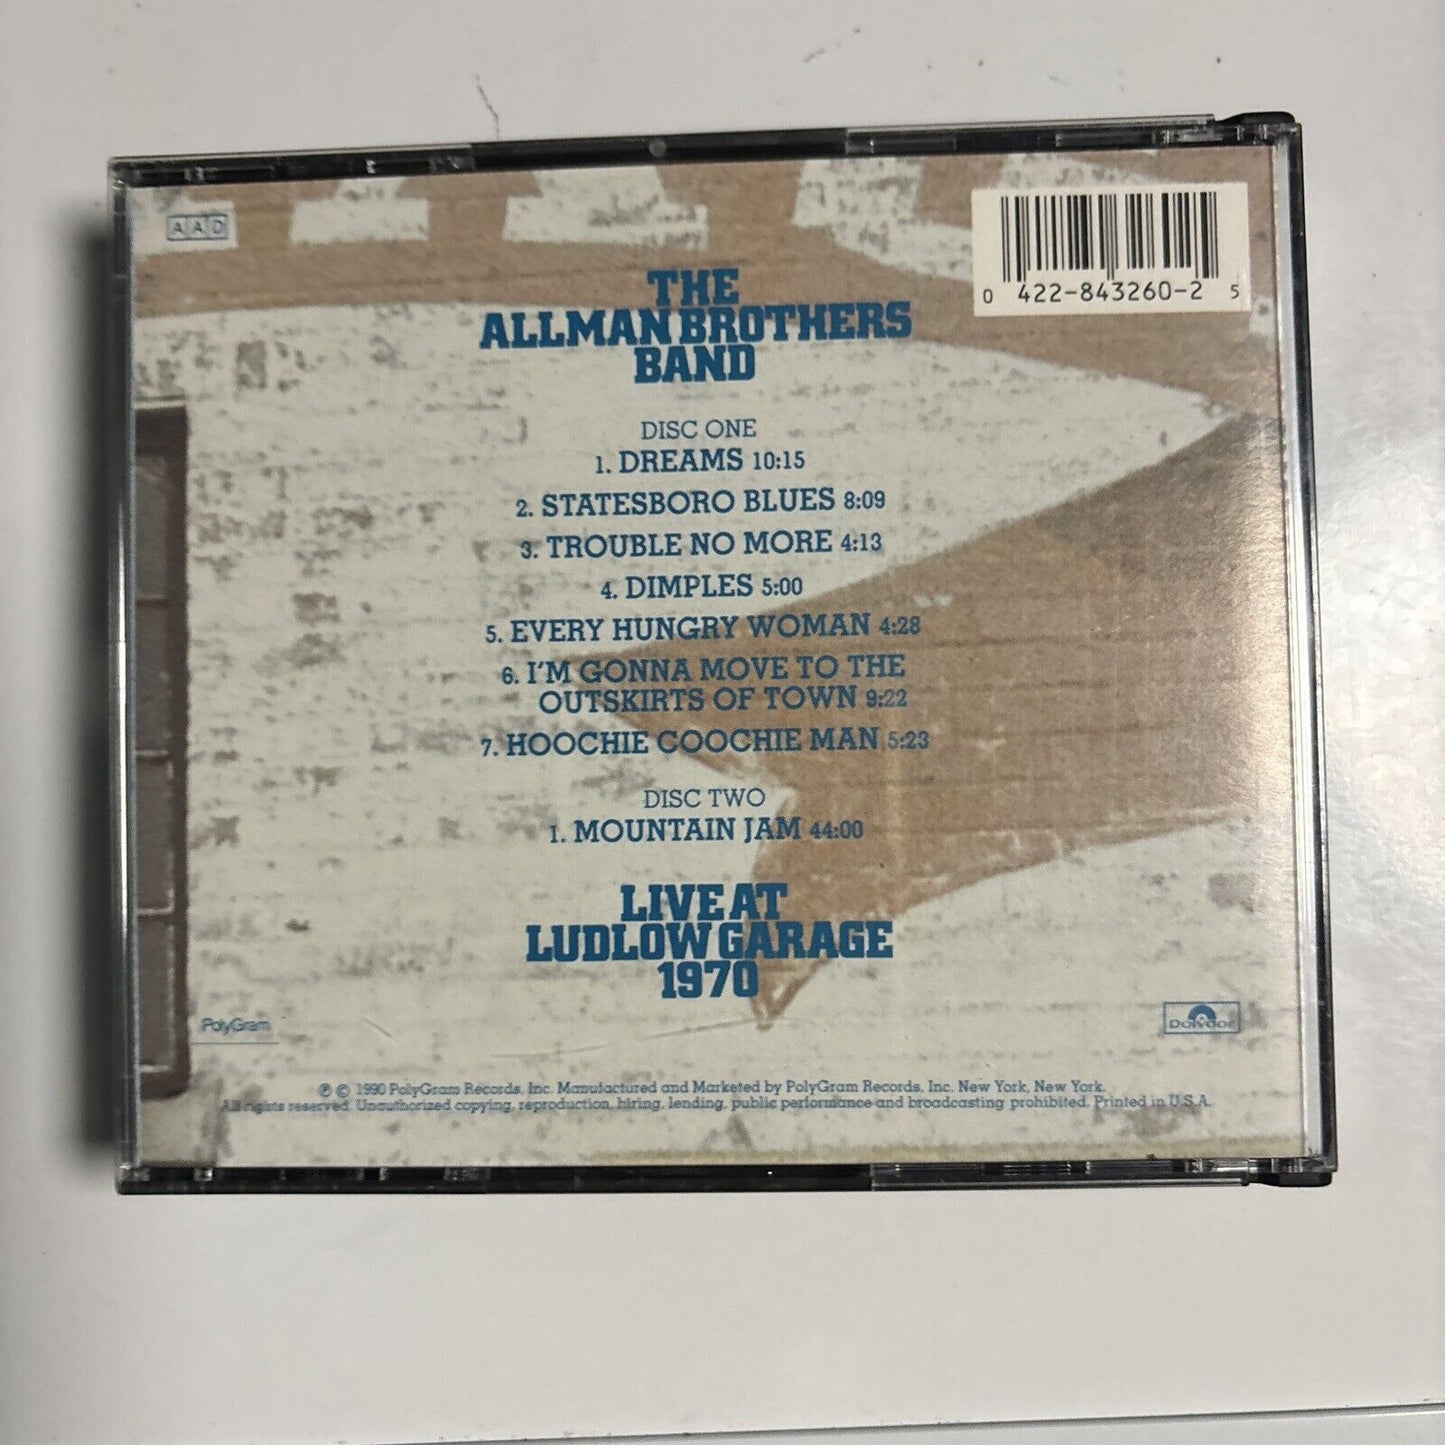 AAD
0 422-843260-2 5
THE
ALLMAN BROTHERS
BAND
DISC ONE
1. DREAMS 10:15
2. STATESBORO BLUES 8:09
3. TROUBLE NO MORE 4:13
4. DIMPLES 5:00
5. EVERY HUNGRY WOMAN 4:28
6. I'M GONNA MOVE TO THE
OUTSKIRTS OF TOWN 9:22
7. HOOCHIE COOCHIE MAN 5:23
DISC TWO
1. MOUNTAIN JAM 44:00
LIVE AT
LUDLOW GARAGE
1970
PolyGram
Polydor
℗ © 1990 PolyGram Records, Inc. Manufactured and Marketed by PolyGram Records, Inc. New York, New York.
All rights reserved. Unauthorized copying, reproduction, hiring, lending, public performance and broadcasting prohibited. Printed in U.S.A.